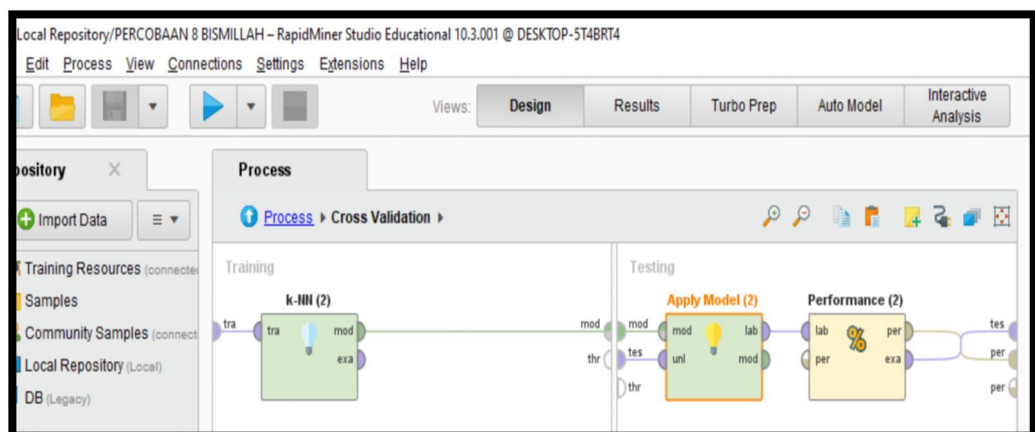 Local Repository/PERCOBAAN 8 BISMILLAH – RapidMiner Studio Educational 10.3.001 @ DESKTOP-5T4BRT4
Edit Process View Connections Settings Extensions Help
Views: Design Results Turbo Prep Auto Model Interactive Analysis
pository Process
Import Data Process Cross Validation
Training Resources (connecte
Samples
Community Samples (connect
Local Repository (Local)
DB (Legacy)
Training Testing
k-NN (2) Apply Model (2) Performance (2)
tra tra mod mod mod mod lab lab per tes
exa thr tes unl mod per exa per
thr per